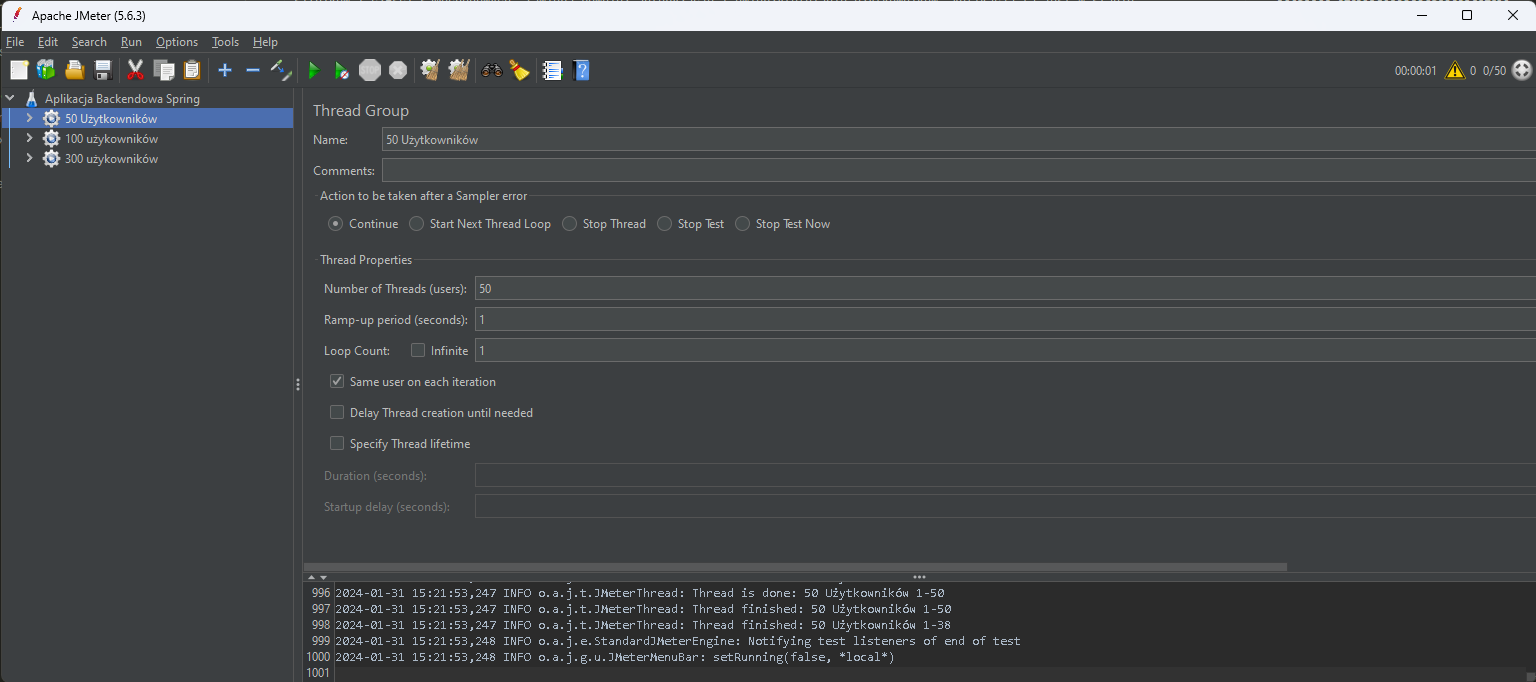 Apache JMeter (5.6.3)
File Edit Search Run Options Tools Help
STOP
00:00:01 0 0/50
Aplikacja Backendowa Spring
50 Użytkowników
100 użykowników
300 użykowników
Thread Group
Name: 50 Użytkowników
Comments:
Action to be taken after a Sampler error
Continue Start Next Thread Loop Stop Thread Stop Test Stop Test Now
Thread Properties
Number of Threads (users): 50
Ramp-up period (seconds): 1
Loop Count: Infinite 1
Same user on each iteration
Delay Thread creation until needed
Specify Thread lifetime
Duration (seconds):
Startup delay (seconds):
996 2024-01-31 15:21:53,247 INFO o.a.j.t.JMeterThread: Thread is done: 50 Użytkowników 1-50
997 2024-01-31 15:21:53,247 INFO o.a.j.t.JMeterThread: Thread finished: 50 Użytkowników 1-50
998 2024-01-31 15:21:53,247 INFO o.a.j.t.JMeterThread: Thread finished: 50 Użytkowników 1-38
999 2024-01-31 15:21:53,248 INFO o.a.j.e.StandardJMeterEngine: Notifying test listeners of end of test
1000 2024-01-31 15:21:53,248 INFO o.a.j.g.u.JMeterMenuBar: setRunning(false, *local*)
1001